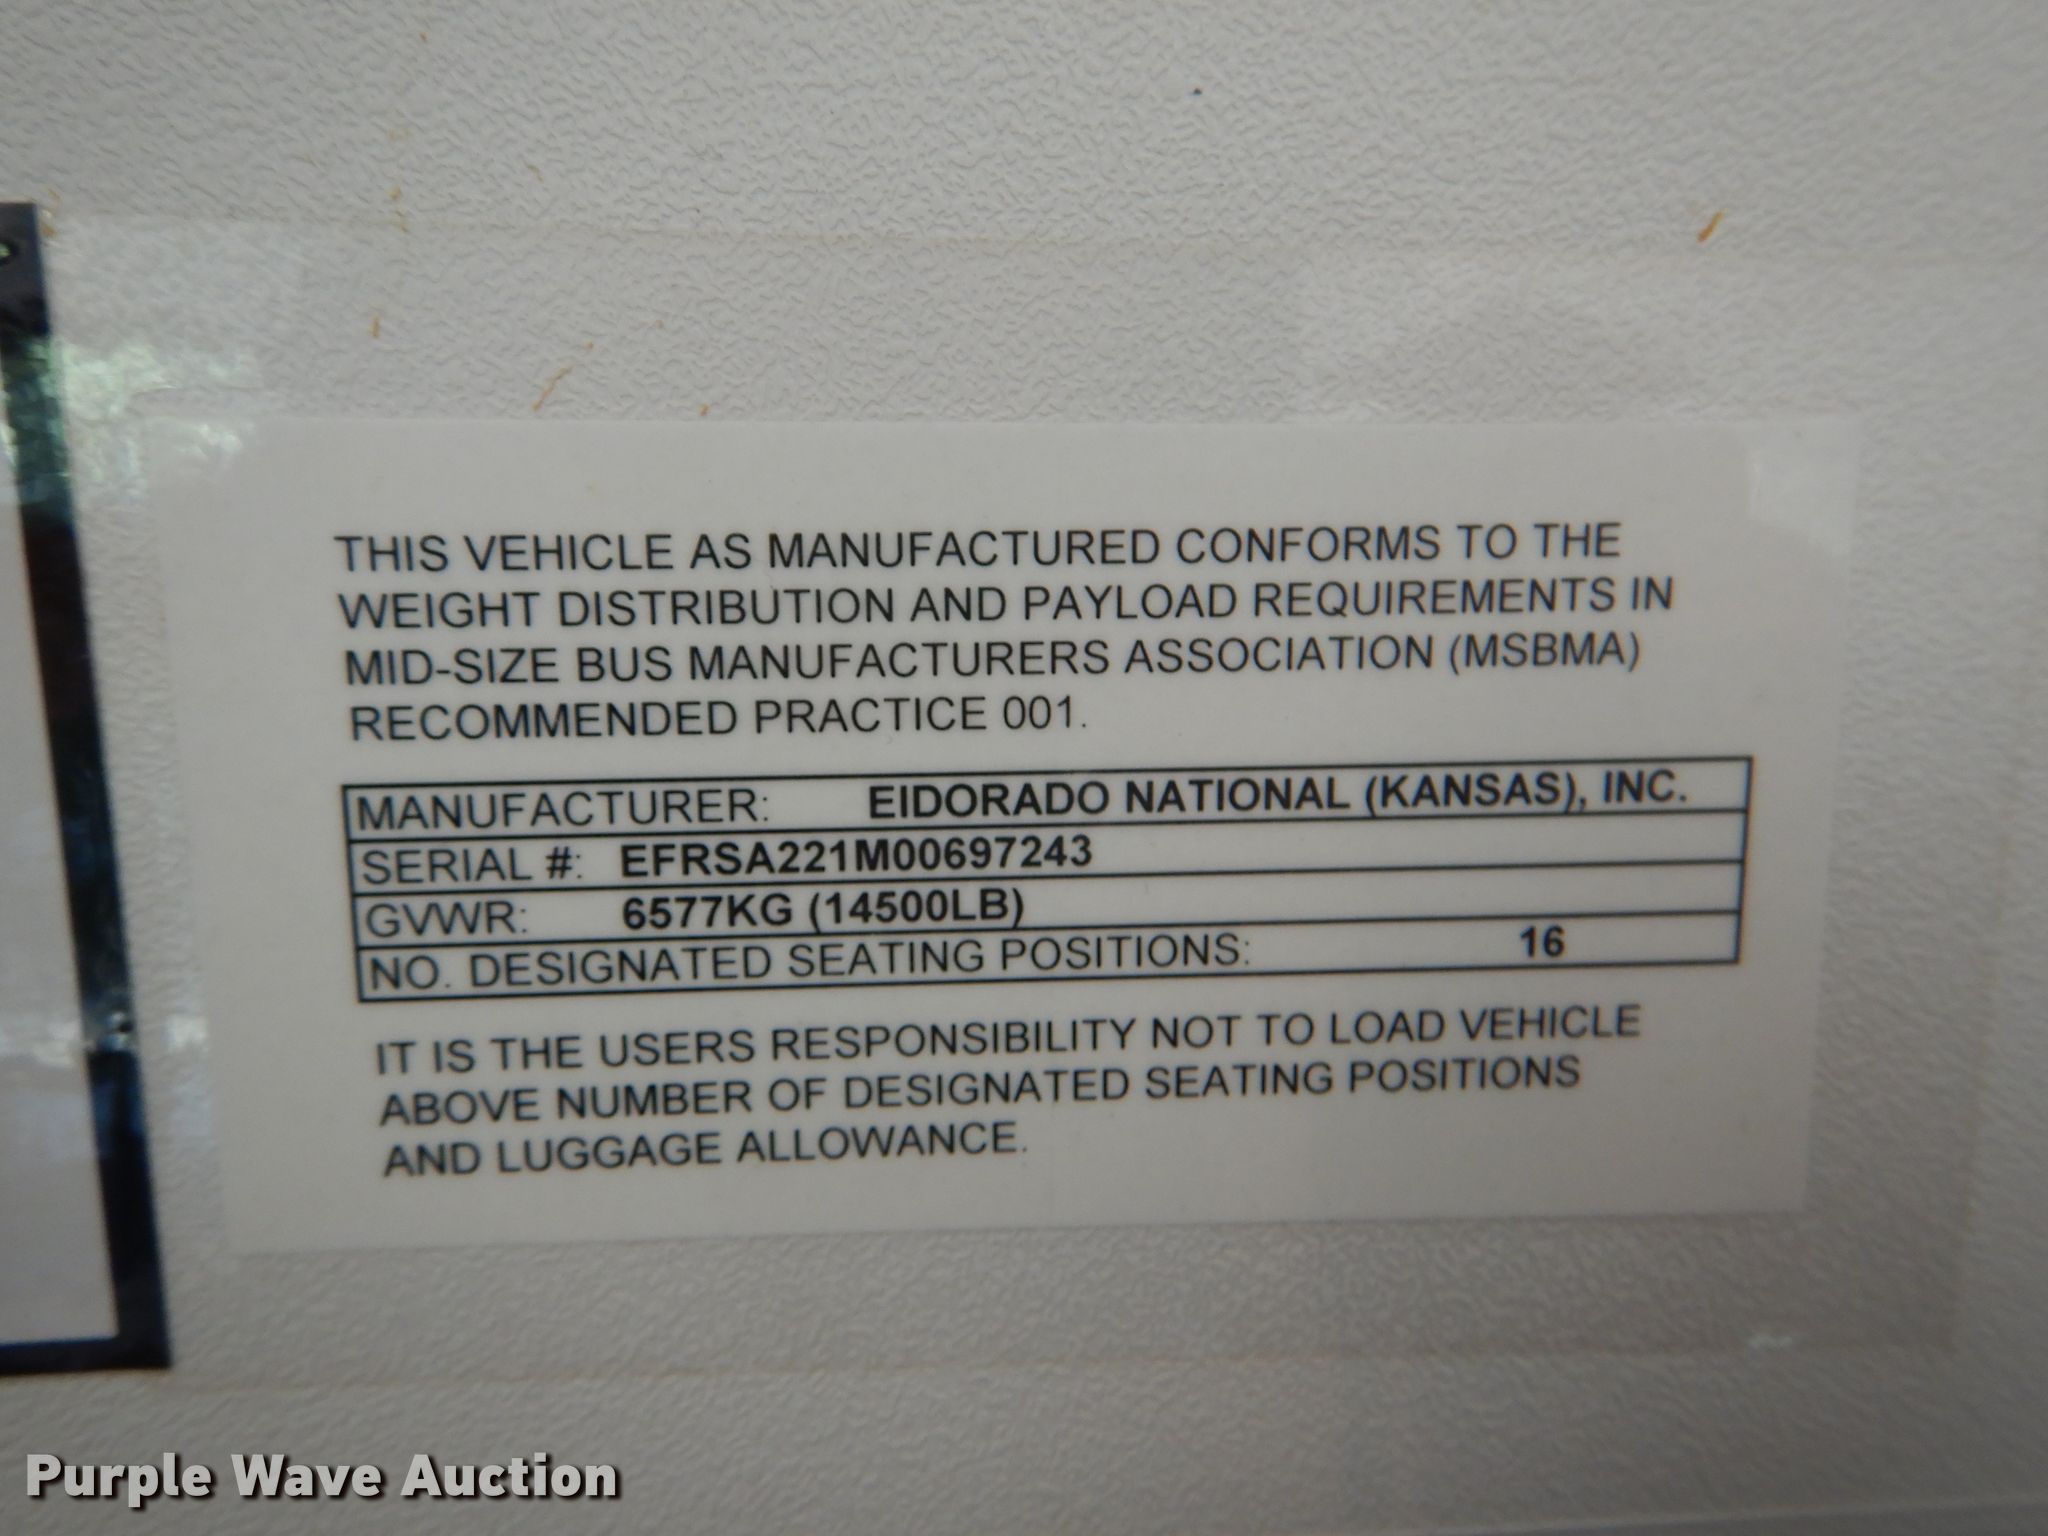 THIS VEHICLE AS MANUFACTURED CONFORMS TO THE
WEIGHT DISTRIBUTION AND PAYLOAD REQUIREMENTS IN
MID-SIZE BUS MANUFACTURERS ASSOCIATION (MSBMA)
RECOMMENDED PRACTICE 001.
MANUFACTURER: EIDORADO NATIONAL (KANSAS), INC.
SERIAL #: EFRSA221M00697243
GVWR: 6577KG (14500LB)
NO. DESIGNATED SEATING POSITIONS: 16
IT IS THE USERS RESPONSIBILITY NOT TO LOAD VEHICLE
ABOVE NUMBER OF DESIGNATED SEATING POSITIONS
AND LUGGAGE ALLOWANCE.
Purple Wave Auction